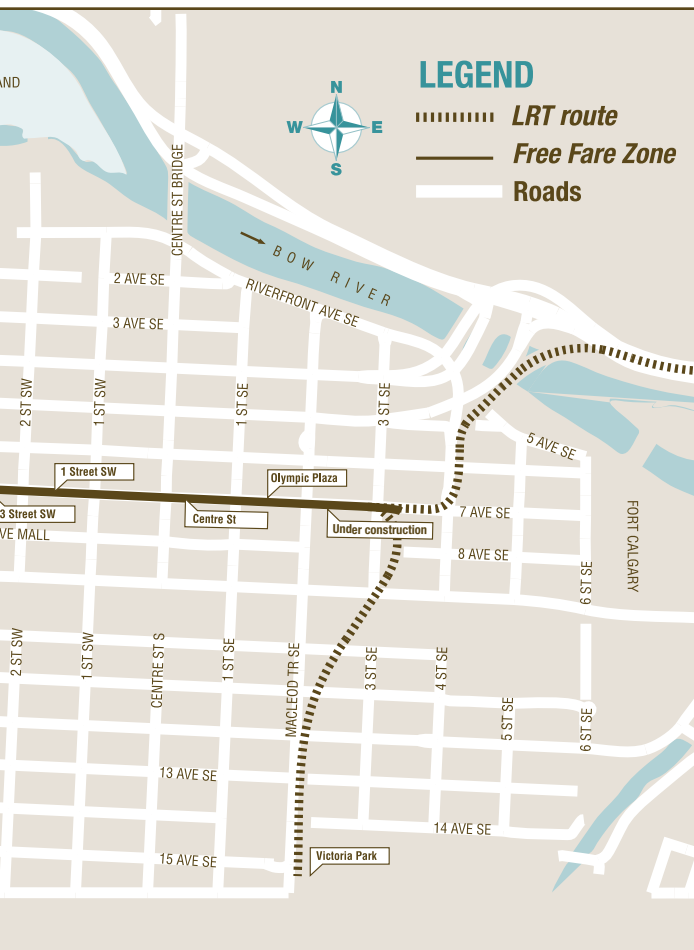 LEGEND
N
W E
S
LRT route
Free Fare Zone
Roads
AND
CENTRE ST BRIDGE
BOW RIVER
2 AVE SE
RIVERFRONT AVE SE
3 AVE SE
2 ST SW
1 ST SW
1 ST SE
3 ST SE
5 AVE SE
1 Street SW
Olympic Plaza
3 Street SW
Centre St
Under construction
7 AVE SE
VE MALL
8 AVE SE
FORT CALGARY
6 ST SE
2 ST SW
1 ST SW
CENTRE ST S
1 ST SE
MACLEOD TR SE
3 ST SE
4 ST SE
5 ST SE
6 ST SE
13 AVE SE
14 AVE SE
15 AVE SE
Victoria Park